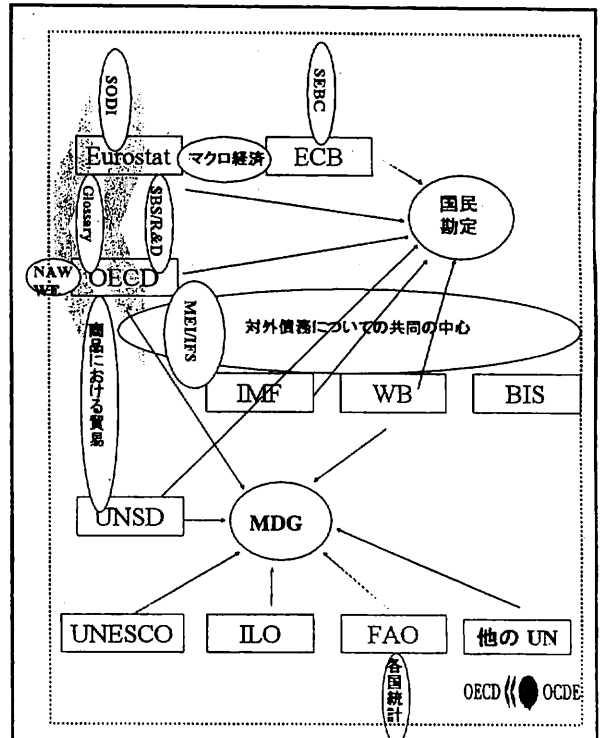 SODI
SEBC
Eurostat
マクロ経済
ECB
国民
勘定
Glossary
SBS/R&D
NAW
WE
OECD
MEI/IFS
対外債務についての共同の中心
商品における貿易
IMF
WB
BIS
UNSD
MDG
UNESCO
ILO
FAO
他の UN
各国統計
OECD
OCDE